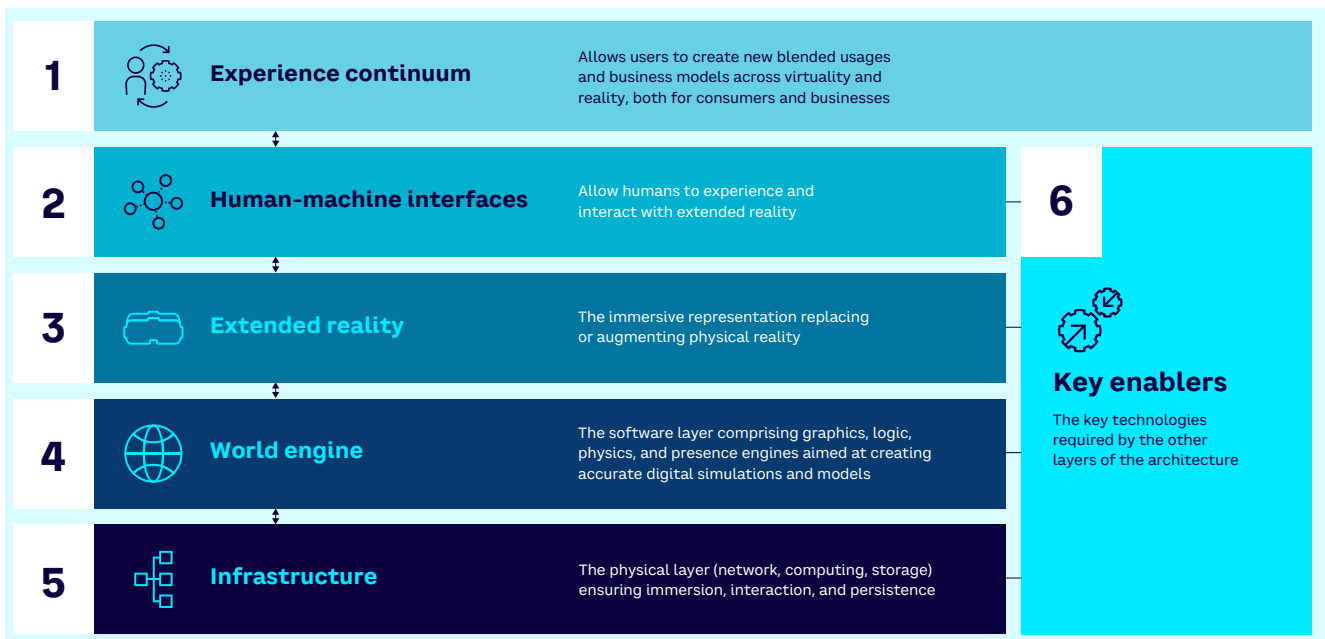 1
Experience continuum
Allows users to create new blended usages
and business models across virtuality and
reality, both for consumers and businesses
2
Human-machine interfaces
Allow humans to experience and
interact with extended reality
3
Extended reality
The immersive representation replacing
or augmenting physical reality
4
World engine
The software layer comprising graphics, logic,
physics, and presence engines aimed at creating
accurate digital simulations and models
5
Infrastructure
The physical layer (network, computing, storage)
ensuring immersion, interaction, and persistence
6
Key enablers
The key technologies
required by the other
layers of the architecture